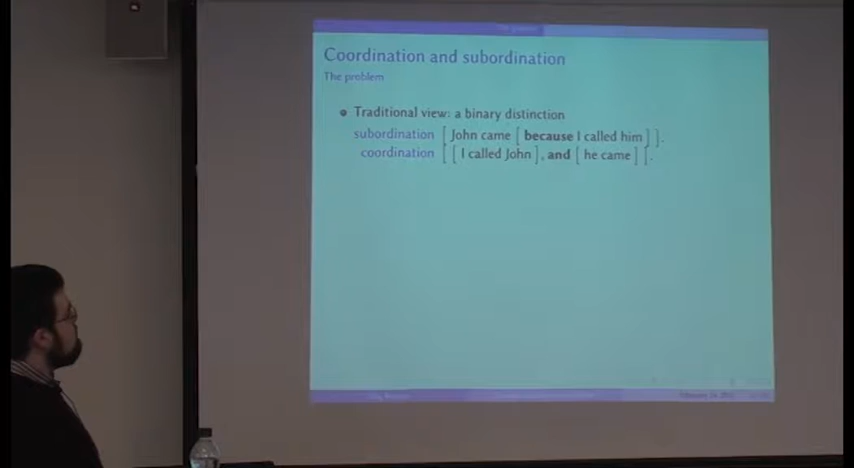 Coordination and subordination
The problem
Traditional view: a binary distinction
subordination [ John came [ because I called him ] ].
coordination [ [ I called John ], and [ he came ] ].